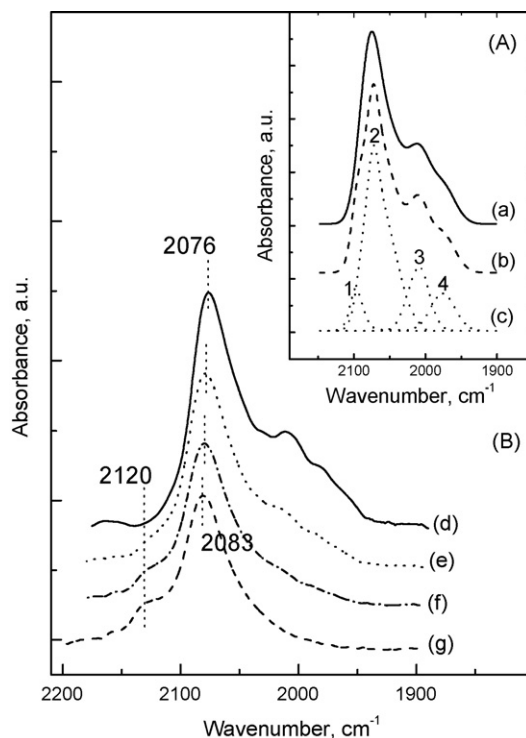 (A)
Absorbance, a.u.
2
1
3
4
(a)
(b)
(c)
2100 2000 1900
Wavenumber, cm-1
Absorbance, a.u.
2076
(B)
2120
2083
(d)
(e)
(f)
(g)
2200 2100 2000 1900
Wavenumber, cm-1